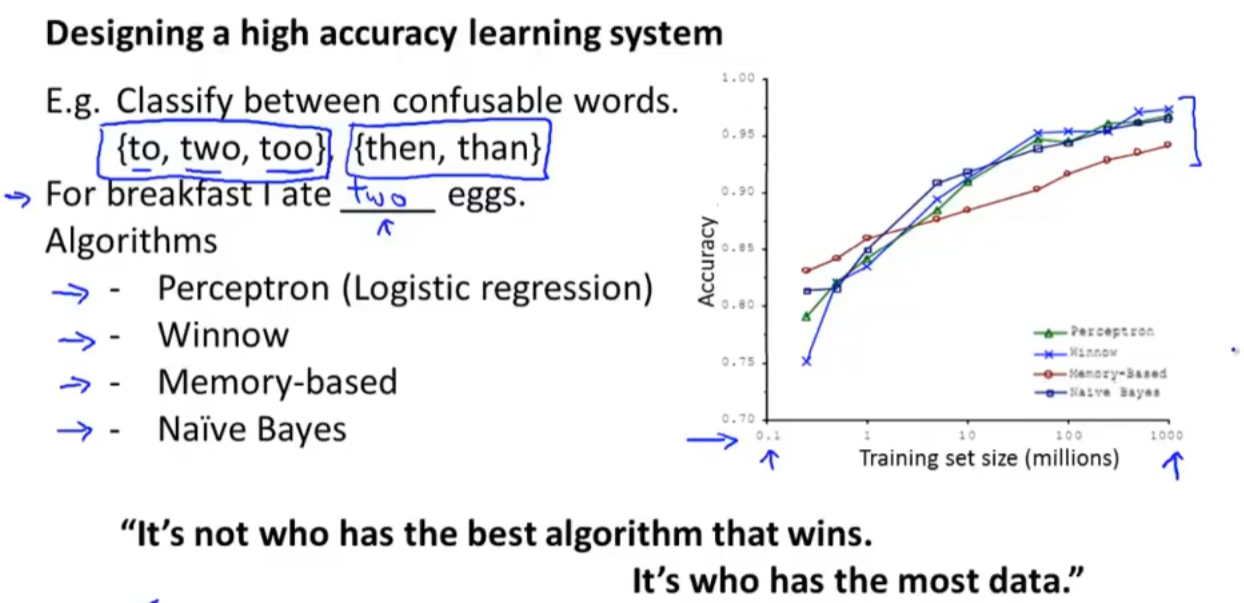 Designing a high accuracy learning system
E.g. Classify between confusable words.
{to, two, too}, {then, than}
For breakfast I ate two eggs.
Algorithms
- Perceptron (Logistic regression)
- Winnow
- Memory-based
- Naïve Bayes
1.00
0.95
0.90
0.85
0.80
0.75
0.70
Accuracy
Perceptron
Winnow
Memory-Based
Naive Bayes
0.1 1 10 100 1000
Training set size (millions)
“It’s not who has the best algorithm that wins.
It’s who has the most data.”